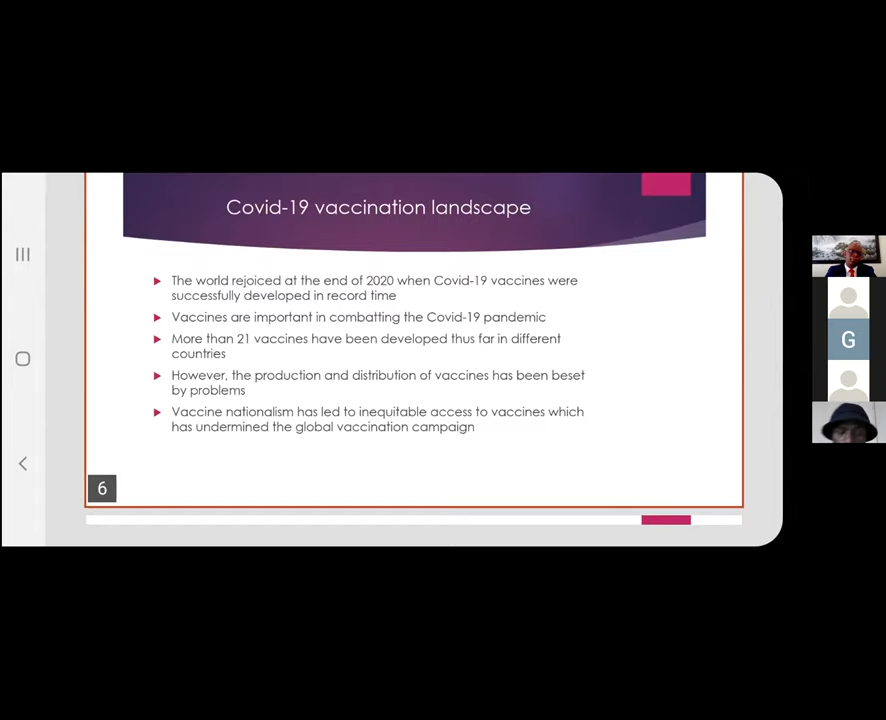 Covid-19 vaccination landscape
The world rejoiced at the end of 2020 when Covid-19 vaccines were
successfully developed in record time
Vaccines are important in combatting the Covid-19 pandemic
More than 21 vaccines have been developed thus far in different
countries
However, the production and distribution of vaccines has been beset
by problems
Vaccine nationalism has led to inequitable access to vaccines which
has undermined the global vaccination campaign
6
G